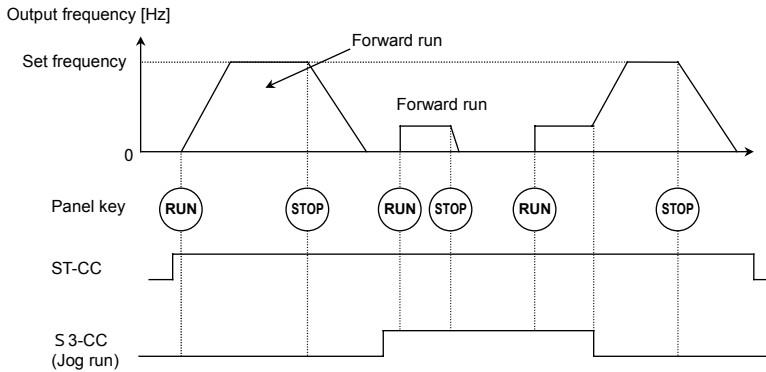 Output frequency [Hz]
Forward run
Set frequency
Forward run
0
Panel key RUN STOP RUN STOP RUN STOP
ST-CC
S3-CC
(Jog run)